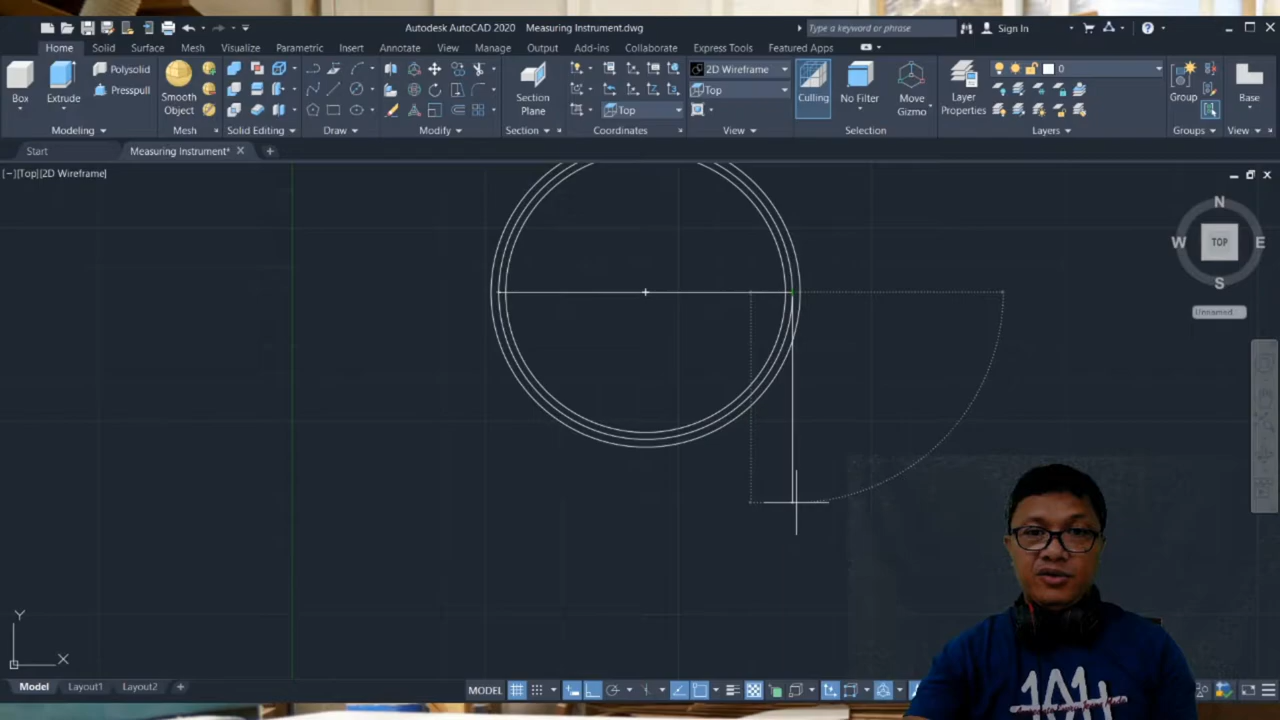 Autodesk AutoCAD 2020 Measuring Instrument.dwg
Type a keyword or phrase
Sign In
Home Solid Surface Mesh Visualize Parametric Insert Annotate View Manage Output Add-ins Collaborate Express Tools Featured Apps
Box
Extrude
Polysolid
Presspull
Smooth
Object
Section
Plane
Top
2D Wireframe
Top
Culling
No Filter
Move
Gizmo
Layer
Properties
0
Group
Base
Modeling Mesh Solid Editing Draw Modify Section Coordinates View Selection Layers Groups View
Start Measuring Instrument*
[−][Top][2D Wireframe]
N
W TOP E
S
Unnamed
Y
X
Model Layout1 Layout2
MODEL
101